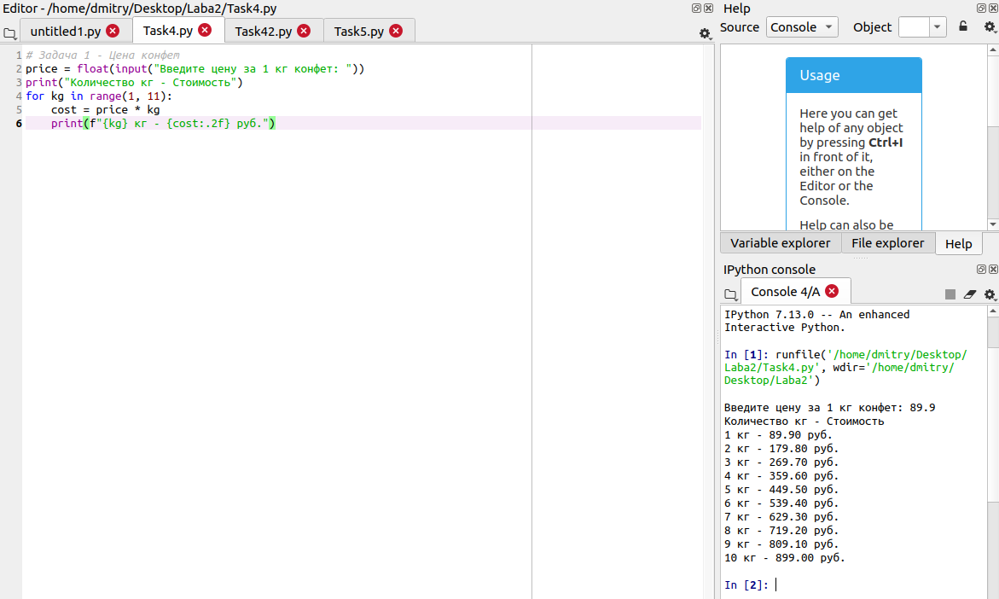 Editor - /home/dmitry/Desktop/Laba2/Task4.py
untitled1.py
Task4.py
Task42.py
Task5.py
1 # Задача 1 - Цена конфет
2 price = float(input("Введите цену за 1 кг конфет: "))
3 print("Количество кг - Стоимость")
4 for kg in range(1, 11):
5 cost = price * kg
6 print(f"{kg} кг - {cost:.2f} руб.")
Help
Source Console Object
Usage
Here you can get
help of any object
by pressing Ctrl+I
in front of it,
either on the
Editor or the
Console.
Help can also be
Variable explorer File explorer Help
IPython console
Console 4/A
IPython 7.13.0 -- An enhanced
Interactive Python.
In [1]: runfile('/home/dmitry/Desktop/
Laba2/Task4.py', wdir='/home/dmitry/
Desktop/Laba2')
Введите цену за 1 кг конфет: 89.9
Количество кг - Стоимость
1 кг - 89.90 руб.
2 кг - 179.80 руб.
3 кг - 269.70 руб.
4 кг - 359.60 руб.
5 кг - 449.50 руб.
6 кг - 539.40 руб.
7 кг - 629.30 руб.
8 кг - 719.20 руб.
9 кг - 809.10 руб.
10 кг - 899.00 руб.
In [2]: